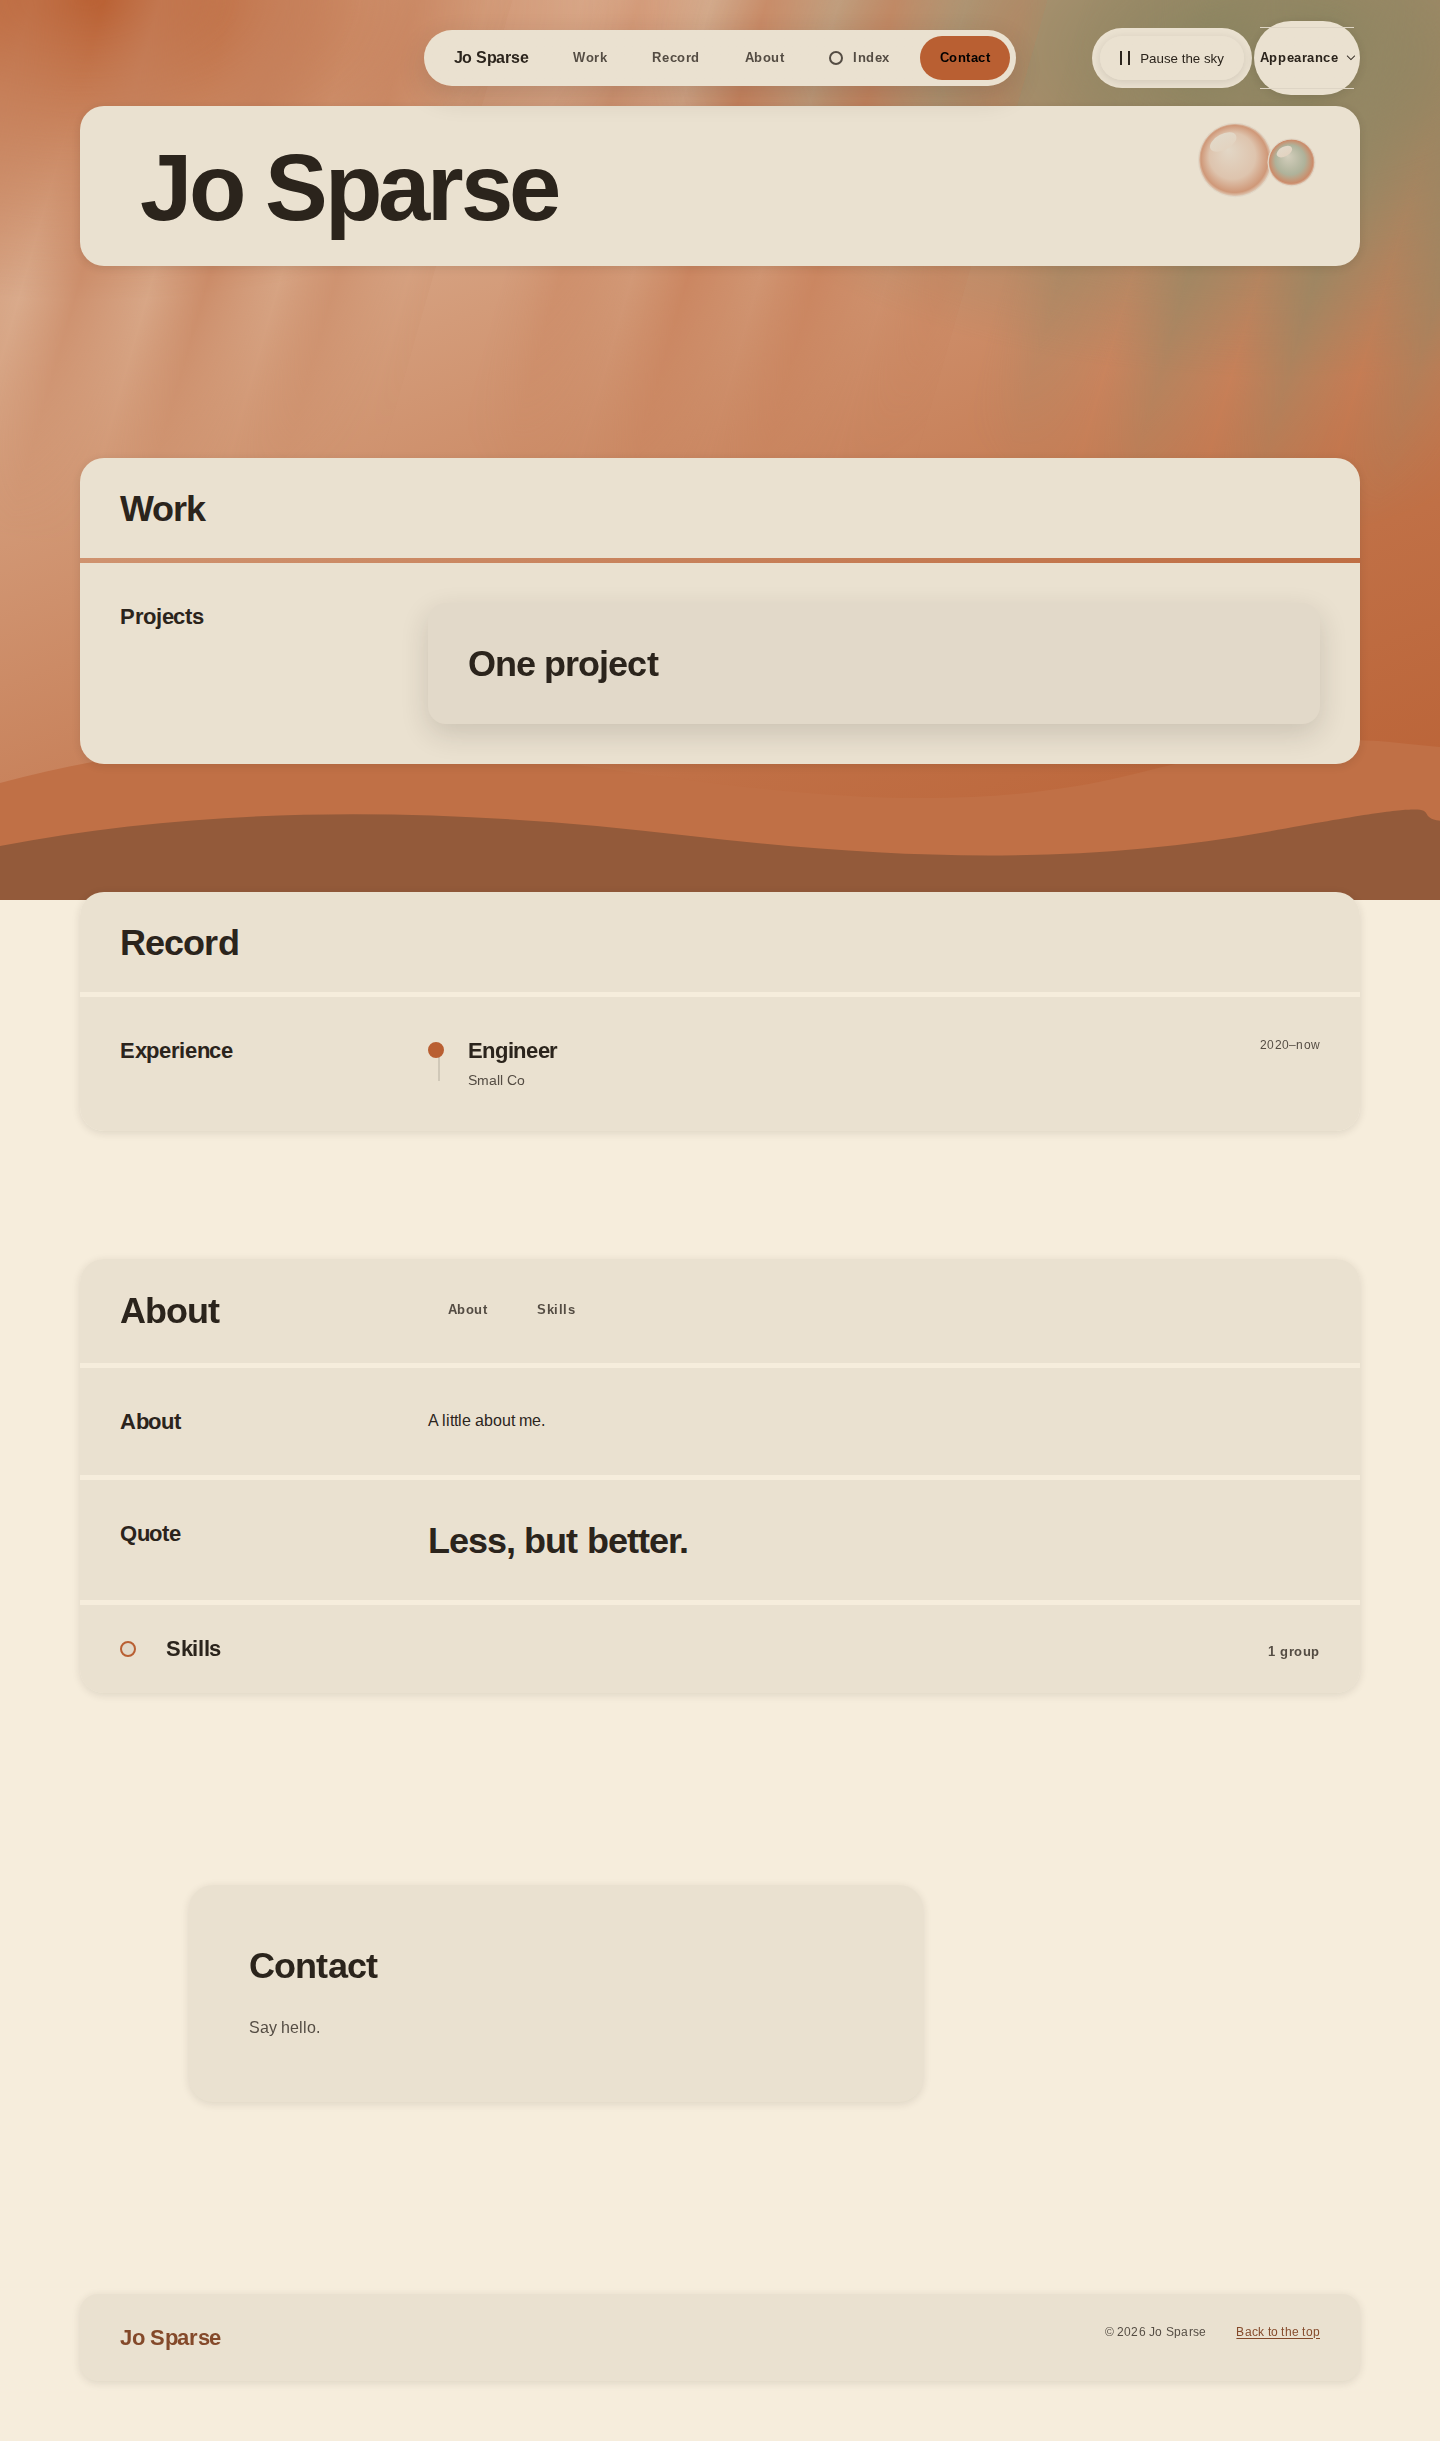 Jo Sparse Work Record About Index Contact Pause the sky Appearance
Jo Sparse
Work
Projects
One project
Record
Experience
Engineer
2020–now
Small Co
About
About Skills
About
A little about me.
Quote
Less, but better.
Skills
1 group
Contact
Say hello.
Jo Sparse
© 2026 Jo Sparse Back to the top